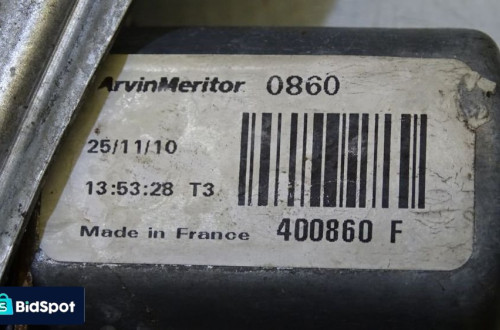 ArvinMeritor 0860
25/11/10
13:53:28 T3
Made in France 400860 F
BidSpot